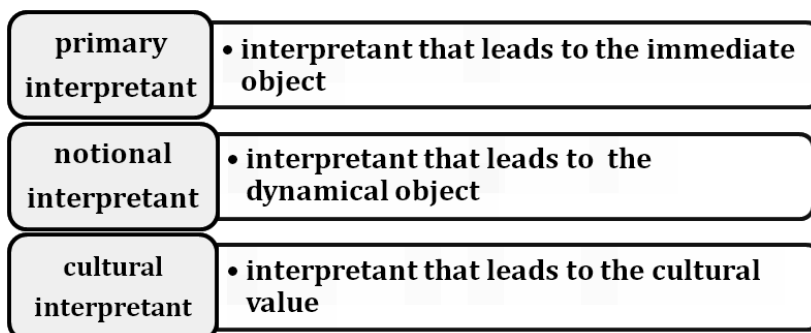 primary
interpretant
• interpretant that leads to the immediate
object
notional
interpretant
• interpretant that leads to the
dynamical object
cultural
interpretant
• interpretant that leads to the cultural
value